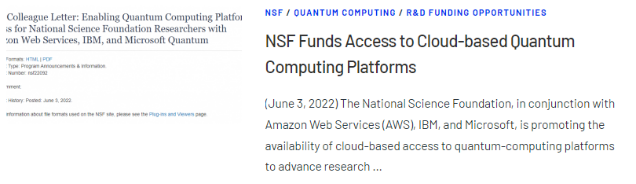 Colleague Letter: Enabling Quantum Computing Platfor
ss for National Science Foundation Researchers with
zon Web Services, IBM, and Microsoft Quantum
Formats: HTML | PDF
Type: Program Announcements & Information
Number:
History: Posted: June 3, 2022
information about file formats used on the NSF site, please see the Plug-ins and Viewers page
NSF / QUANTUM COMPUTING / R&D FUNDING OPPORTUNITIES
NSF Funds Access to Cloud-based Quantum
Computing Platforms
(June 3, 2022) The National Science Foundation, in conjunction with
Amazon Web Services (AWS), IBM, and Microsoft, is promoting the
availability of cloud-based access to quantum-computing platforms
to advance research ...